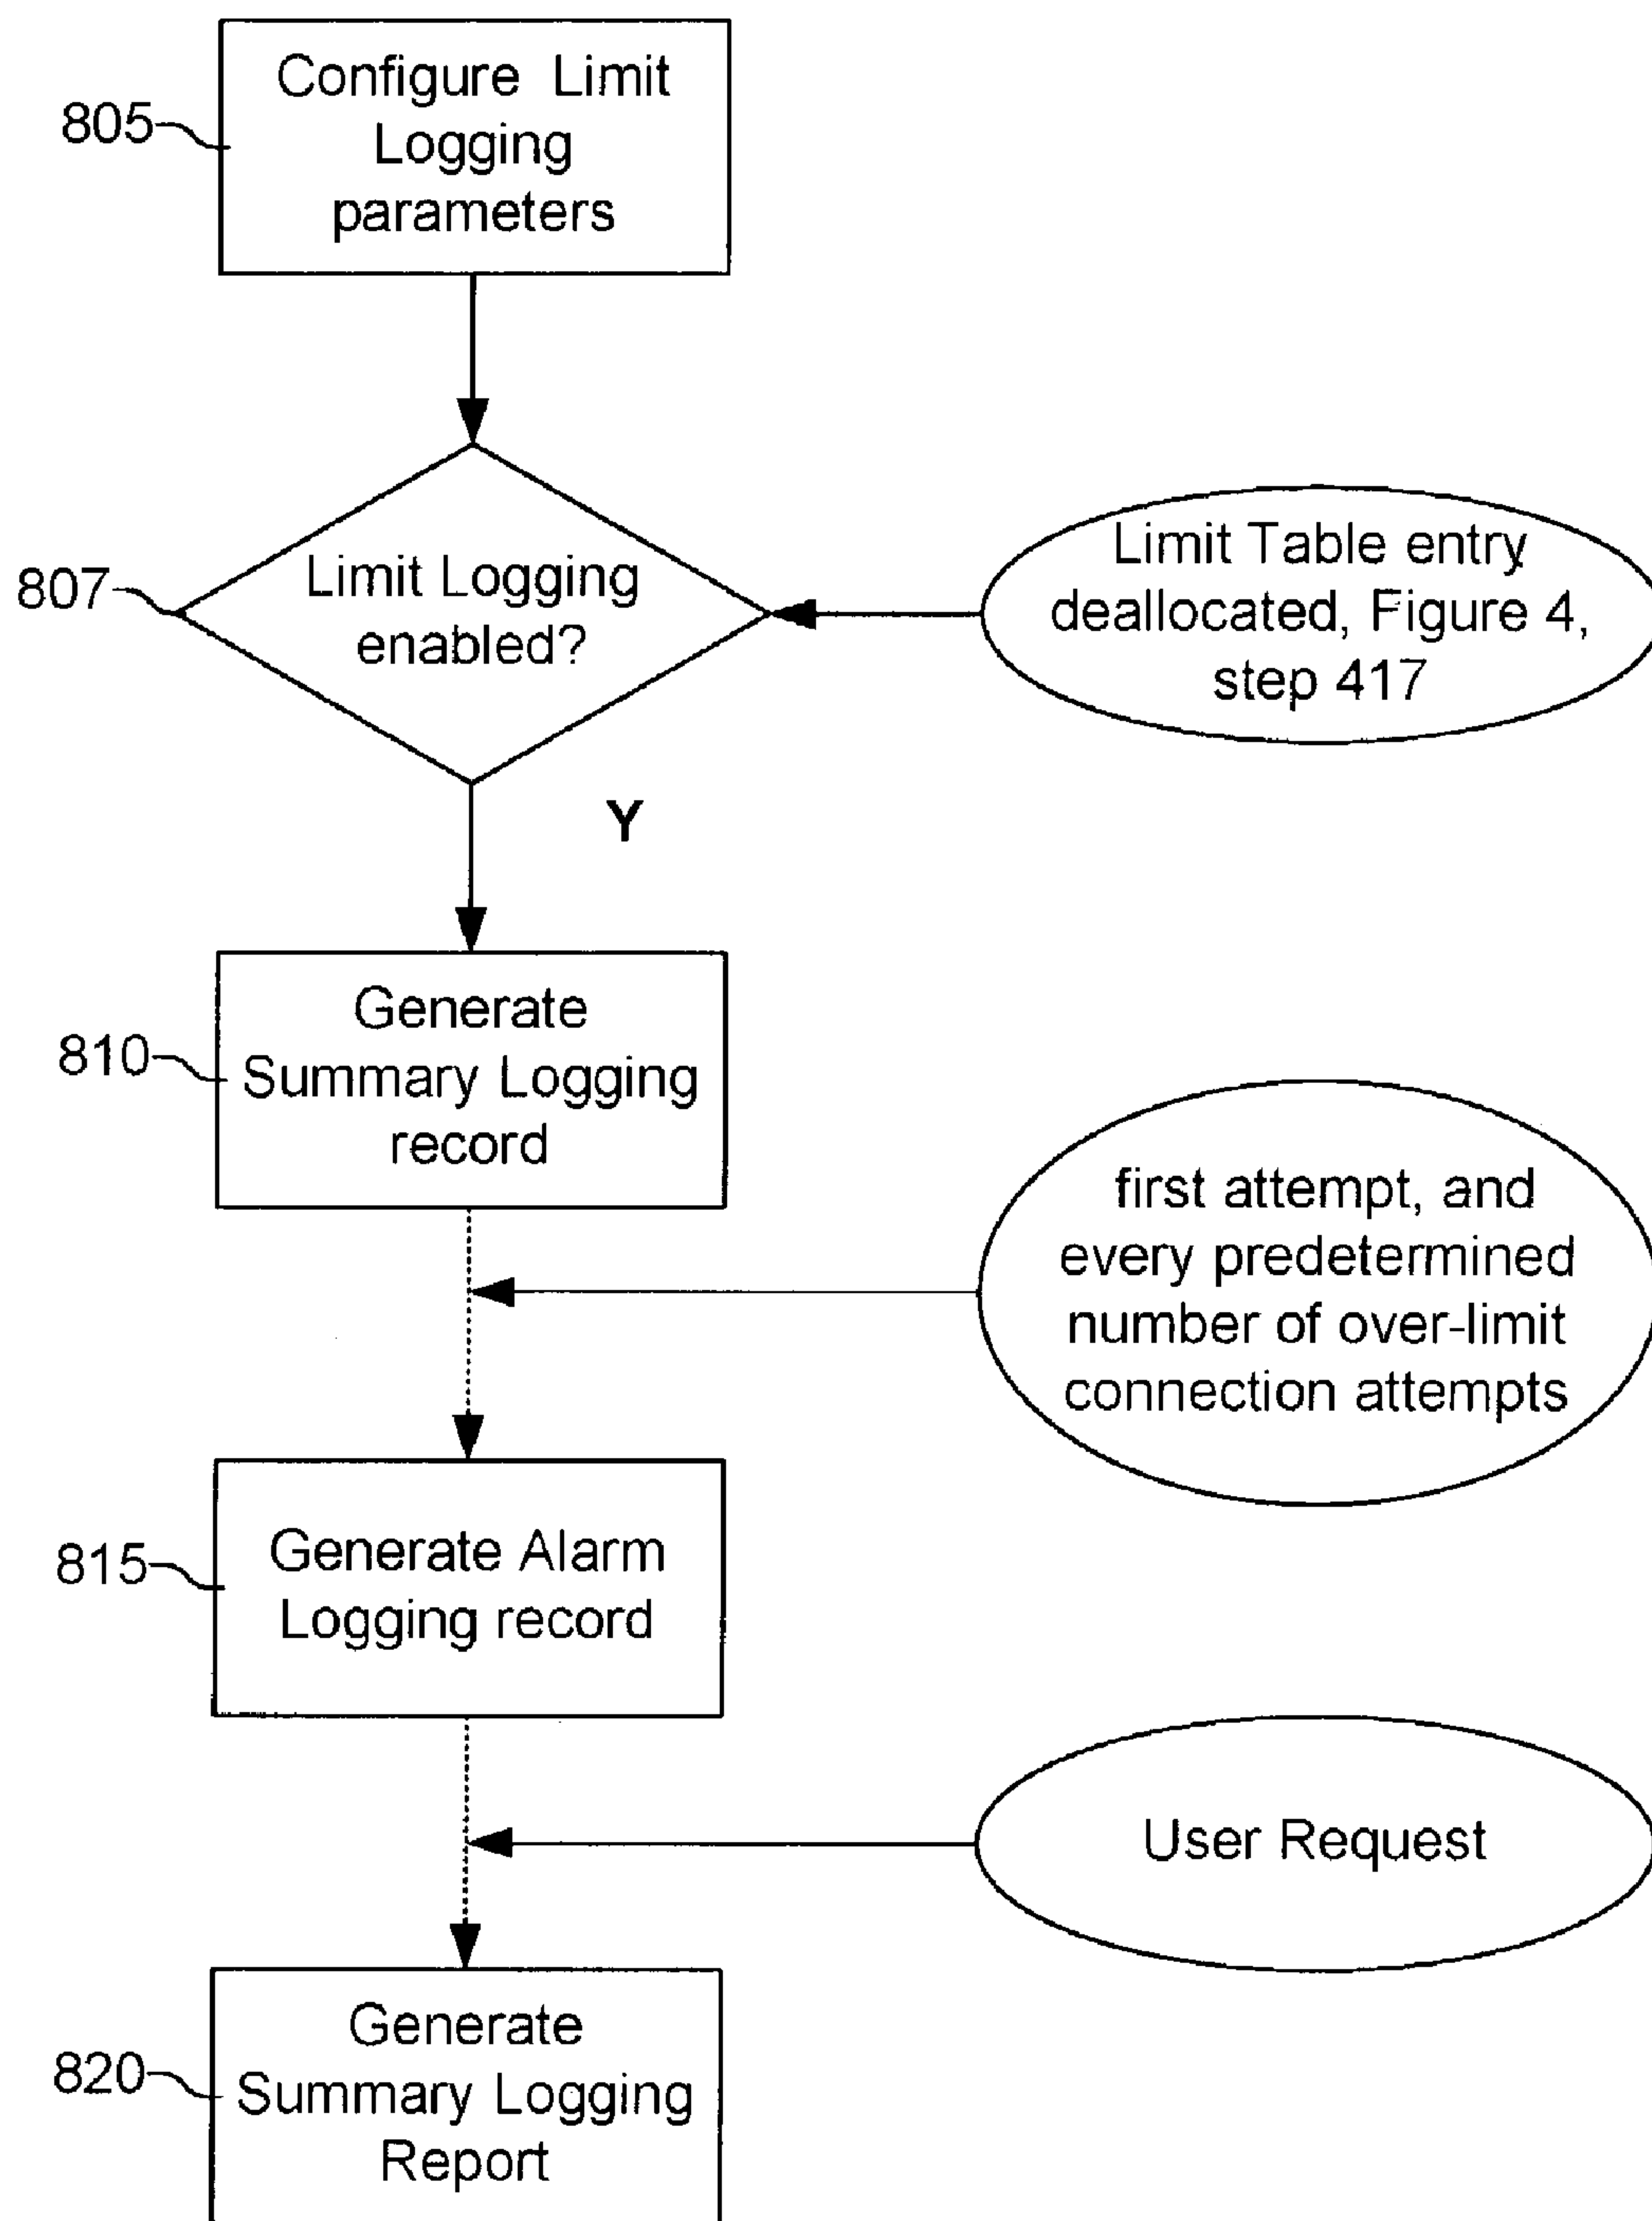 805
Configure Limit
Logging
parameters
807
Limit Logging
enabled?
Limit Table entry
deallocated, Figure 4,
step 417
Y
810
Generate
Summary Logging
record
first attempt, and
every predetermined
number of over-limit
connection attempts
815
Generate Alarm
Logging record
User Request
820
Generate
Summary Logging
Report